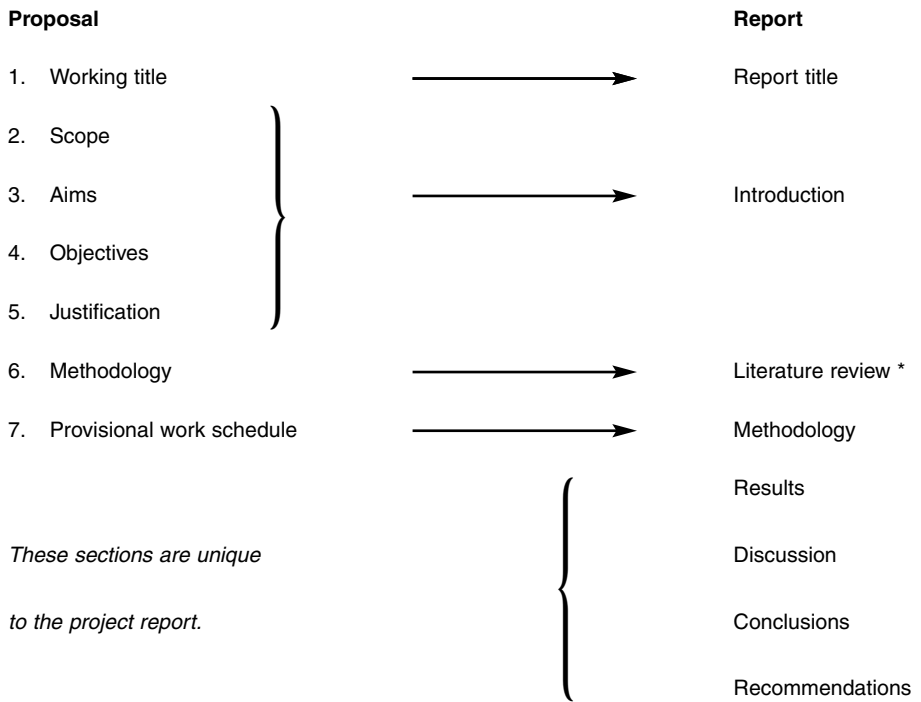 Proposal Report
1. Working title Report title
2. Scope
3. Aims Introduction
4. Objectives
5. Justification
6. Methodology Literature review *
7. Provisional work schedule Methodology
Results
These sections are unique Discussion
to the project report. Conclusions
Recommendations